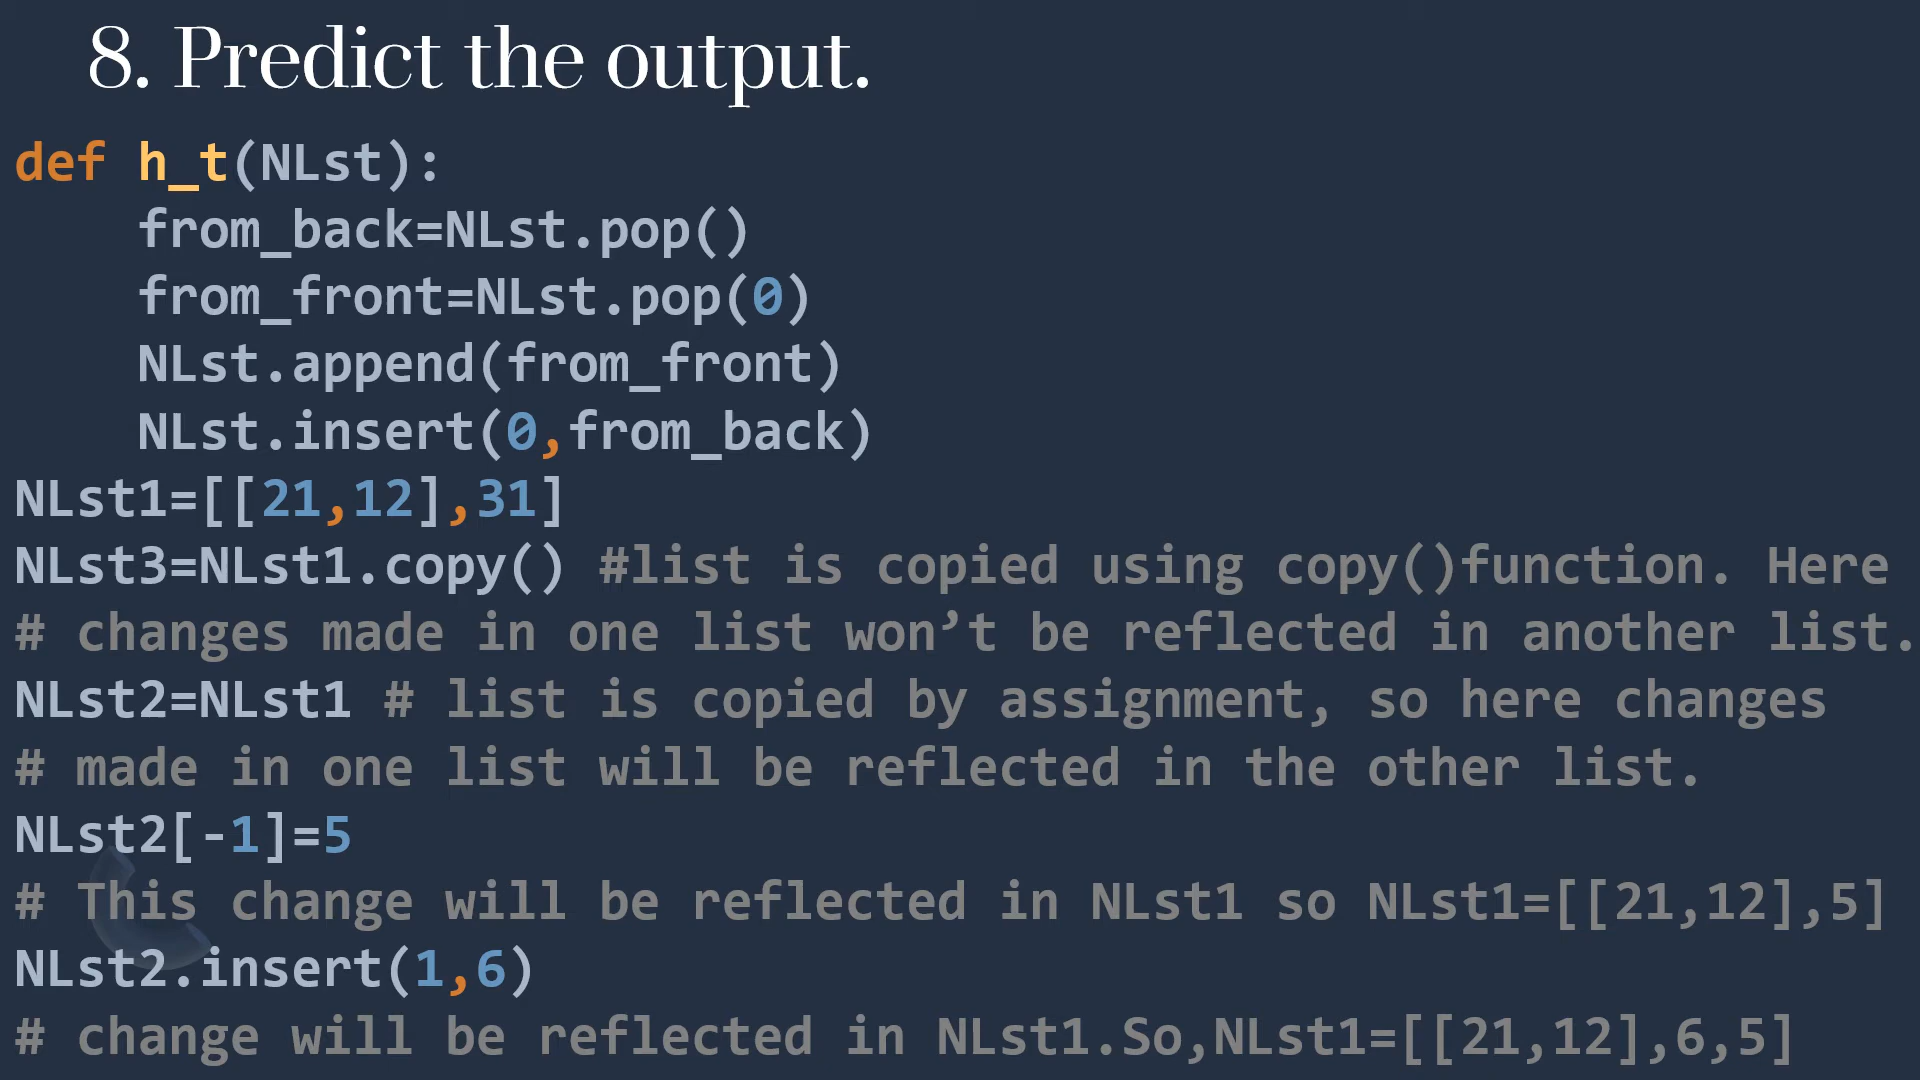 8. Predict the output.
def h_t(NLst):
    from_back=NLst.pop()
    from_front=NLst.pop(0)
    NLst.append(from_front)
    NLst.insert(0,from_back)
NLst1=[[21,12],31]
NLst3=NLst1.copy() #list is copied using copy()function. Here
# changes made in one list won’t be reflected in another list.
NLst2=NLst1 # list is copied by assignment, so here changes
# made in one list will be reflected in the other list.
NLst2[-1]=5
# This change will be reflected in NLst1 so NLst1=[[21,12],5]
NLst2.insert(1,6)
# change will be reflected in NLst1.So,NLst1=[[21,12],6,5]